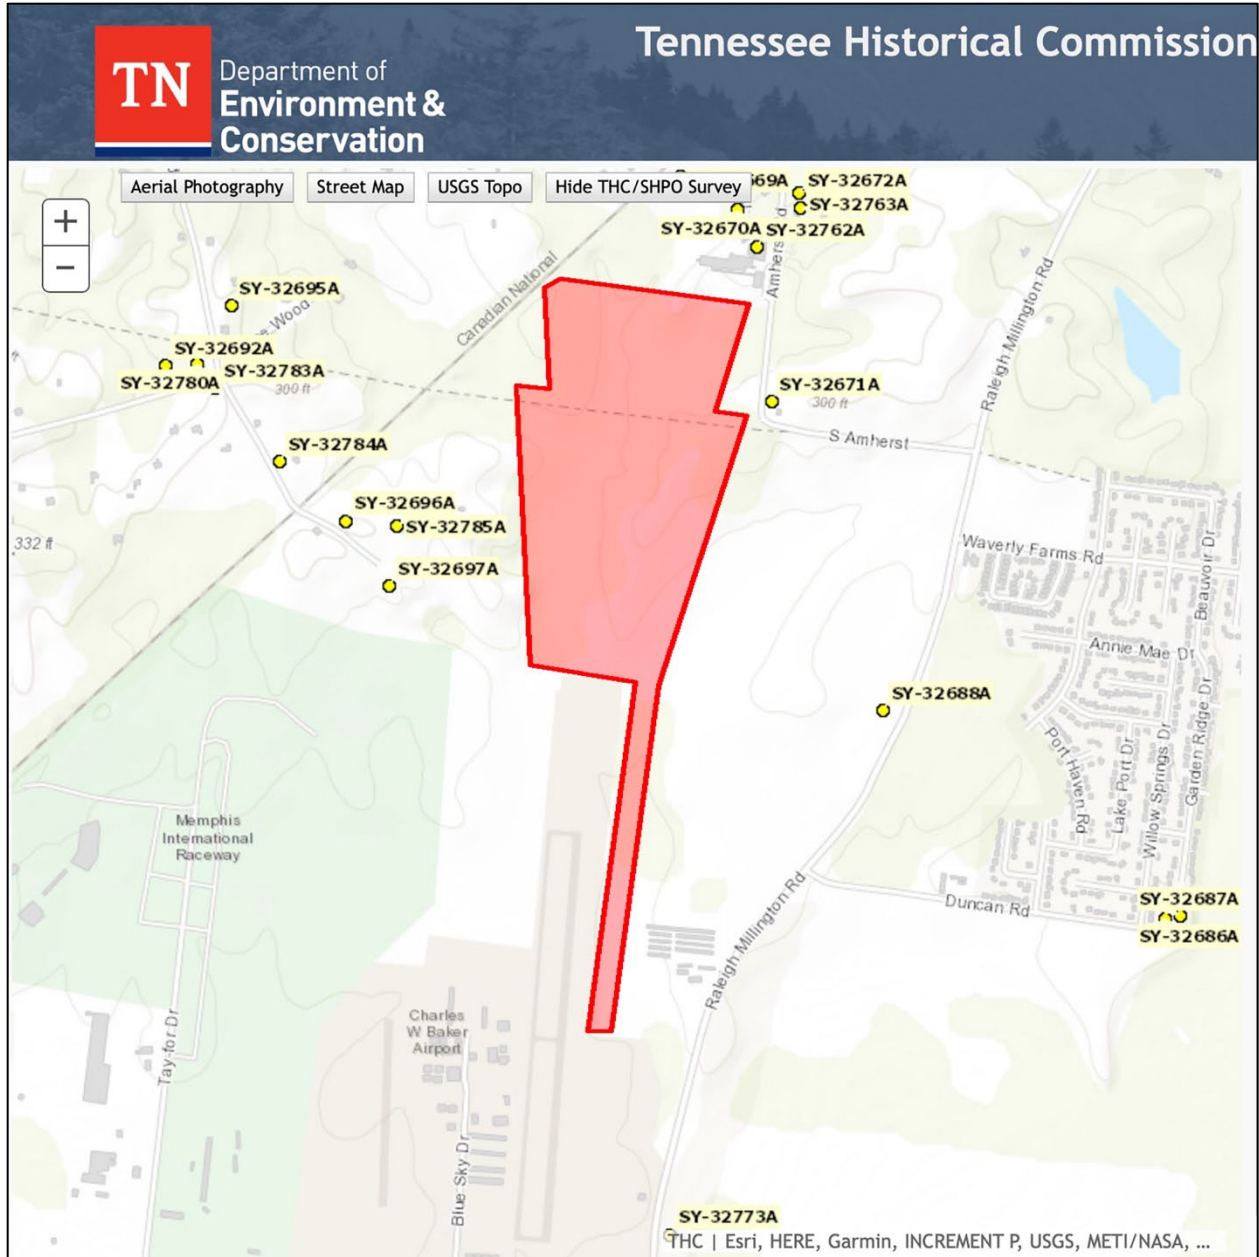 Tennessee Historical Commission
TN
Department of
Environment &
Conservation
Aerial Photography
Street Map
USGS Topo
Hide THC/SHPO Survey
+
−
669A
SY-32672A
SY-32763A
SY-32670A
SY-32762A
Amhers
Canadian National
Raleigh Millington Rd
SY-32695A
e-Wood
SY-32692A
SY-32783A
SY-32780A
300 ft
SY-32671A
300 ft
S Amherst
SY-32784A
SY-32696A
SY-32785A
332 ft
SY-32697A
Waverly Farms Rd
Beauvoir Dr
Annie Mae Dr
SY-32688A
Port Haven Rd
Lake Port Dr
Willow Springs Dr
Garden Ridge Dr
Memphis
International
Raceway
Raleigh Millington Rd
Duncan Rd
SY-32687A
SY-32686A
Charles
W Baker
Airport
Taylor Dr
Blue Sky Dr
SY-32773A
THC | Esri, HERE, Garmin, INCREMENT P, USGS, METI/NASA, ...